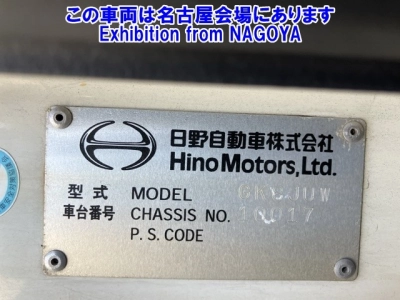 この車両は名古屋会場にあります
Exhibition from NAGOYA
日野自動車株式会社
Hino Motors, Ltd.
型式 MODEL
車台番号 CHASSIS NO.
P.S.CODE